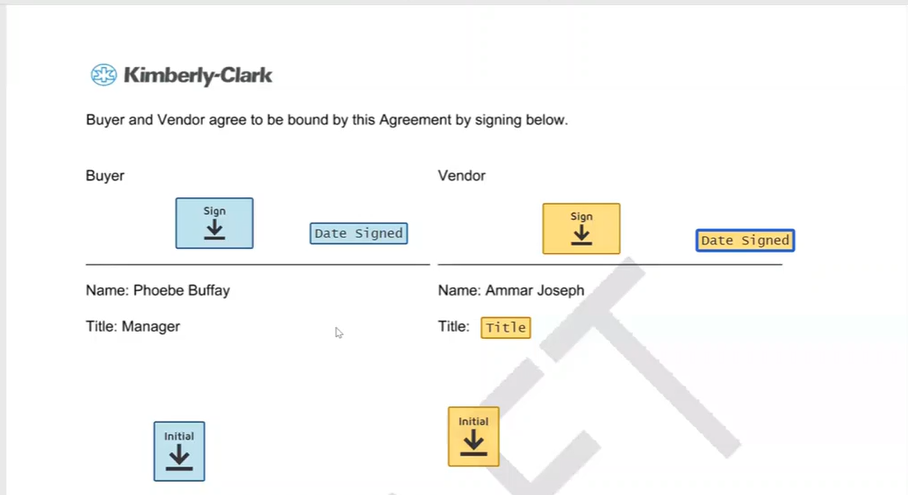 Kimberly-Clark
Buyer and Vendor agree to be bound by this Agreement by signing below.
Buyer
Vendor
Sign
Date Signed
Sign
Date Signed
Name: Phoebe Buffay
Name: Ammar Joseph
Title: Manager
Title: Title
Initial
Initial